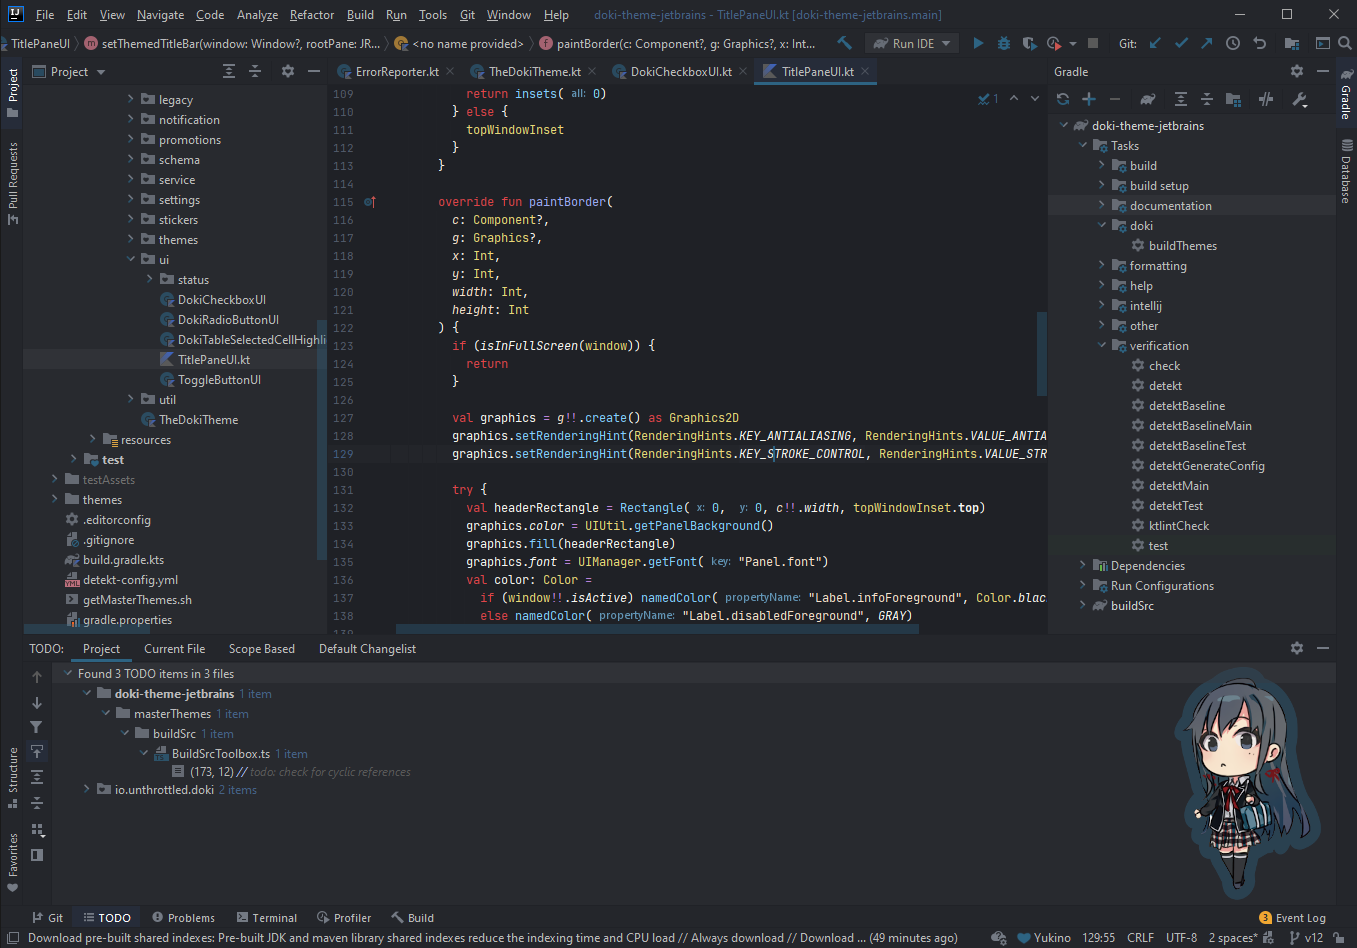 File Edit View Navigate Code Analyze Refactor Build Run Tools Git Window Help doki-theme-jetbrains - TitlePaneUI.kt [doki-theme-jetbrains.main]
TitlePaneUI setThemedTitleBar(window: Window?, rootPane: JR... <no name provided> paintBorder(c: Component?, g: Graphics?, x: Int... Run IDE Git:
Project
ErrorReporter.kt TheDokiTheme.kt DokiCheckboxUI.kt TitlePaneUI.kt
Gradle
Project
Pull Requests
legacy
notification
promotions
schema
service
settings
stickers
themes
ui
status
DokiCheckboxUI
DokiRadioButtonUI
DokiTableSelectedCellHighli
TitlePaneUI.kt
ToggleButtonUI
util
TheDokiTheme
resources
test
testAssets
themes
.editorconfig
.gitignore
build.gradle.kts
detekt-config.yml
getMasterThemes.sh
gradle.properties
1
109 return insets( all: 0)
110 } else {
111 topWindowInset
112 }
113 }
114
115 override fun paintBorder(
116 c: Component?,
117 g: Graphics?,
118 x: Int,
119 y: Int,
120 width: Int,
121 height: Int
122 ) {
123 if (isInFullScreen(window)) {
124 return
125 }
126
127 val graphics = g!!.create() as Graphics2D
128 graphics.setRenderingHint(RenderingHints.KEY_ANTIALIASING, RenderingHints.VALUE_ANTIA
129 graphics.setRenderingHint(RenderingHints.KEY_STROKE_CONTROL, RenderingHints.VALUE_STR
130
131 try {
132 val headerRectangle = Rectangle( x: 0, y: 0, c!!.width, topWindowInset.top)
133 graphics.color = UIUtil.getPanelBackground()
134 graphics.fill(headerRectangle)
135 graphics.font = UIManager.getFont( key: "Panel.font")
136 val color: Color =
137 if (window!!.isActive) namedColor( propertyName: "Label.infoForeground", Color.blac
138 else namedColor( propertyName: "Label.disabledForeground", GRAY)
139
doki-theme-jetbrains
Tasks
build
build setup
documentation
doki
buildThemes
formatting
help
intellij
other
verification
check
detekt
detektBaseline
detektBaselineMain
detektBaselineTest
detektGenerateConfig
detektMain
detektTest
ktlintCheck
test
Dependencies
Run Configurations
buildSrc
Gradle
Database
TODO: Project Current File Scope Based Default Changelist
Found 3 TODO items in 3 files
doki-theme-jetbrains 1 item
masterThemes 1 item
buildSrc 1 item
BuildSrcToolbox.ts 1 item
(173, 12) // todo: check for cyclic references
io.unthrottled.doki 2 items
Structure
Favorites
Git TODO Problems Terminal Profiler Build 3 Event Log
Download pre-built shared indexes: Pre-built JDK and maven library shared indexes reduce the indexing time and CPU load // Always download // Download ... (49 minutes ago) Yukino 129:55 CRLF UTF-8 2 spaces* v12